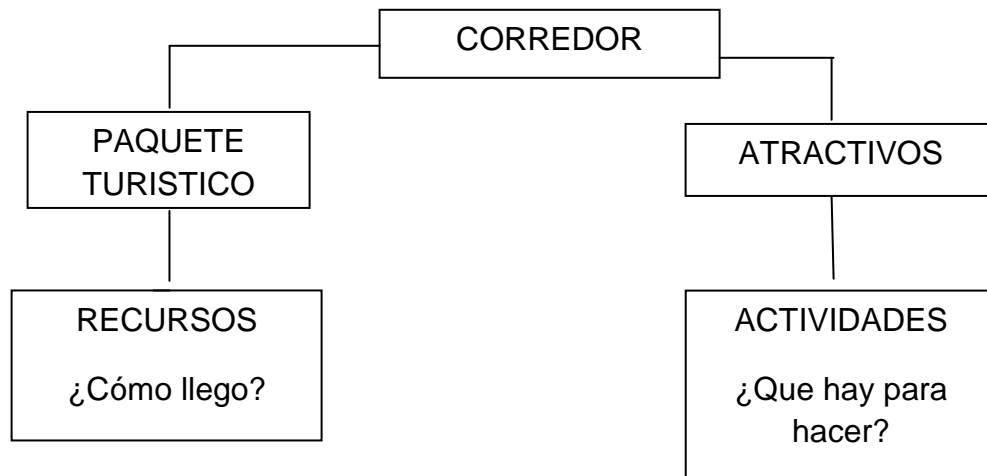 CORREDOR
PAQUETE
TURISTICO
ATRACTIVOS
RECURSOS
¿Cómo llego?
ACTIVIDADES
¿Que hay para
hacer?